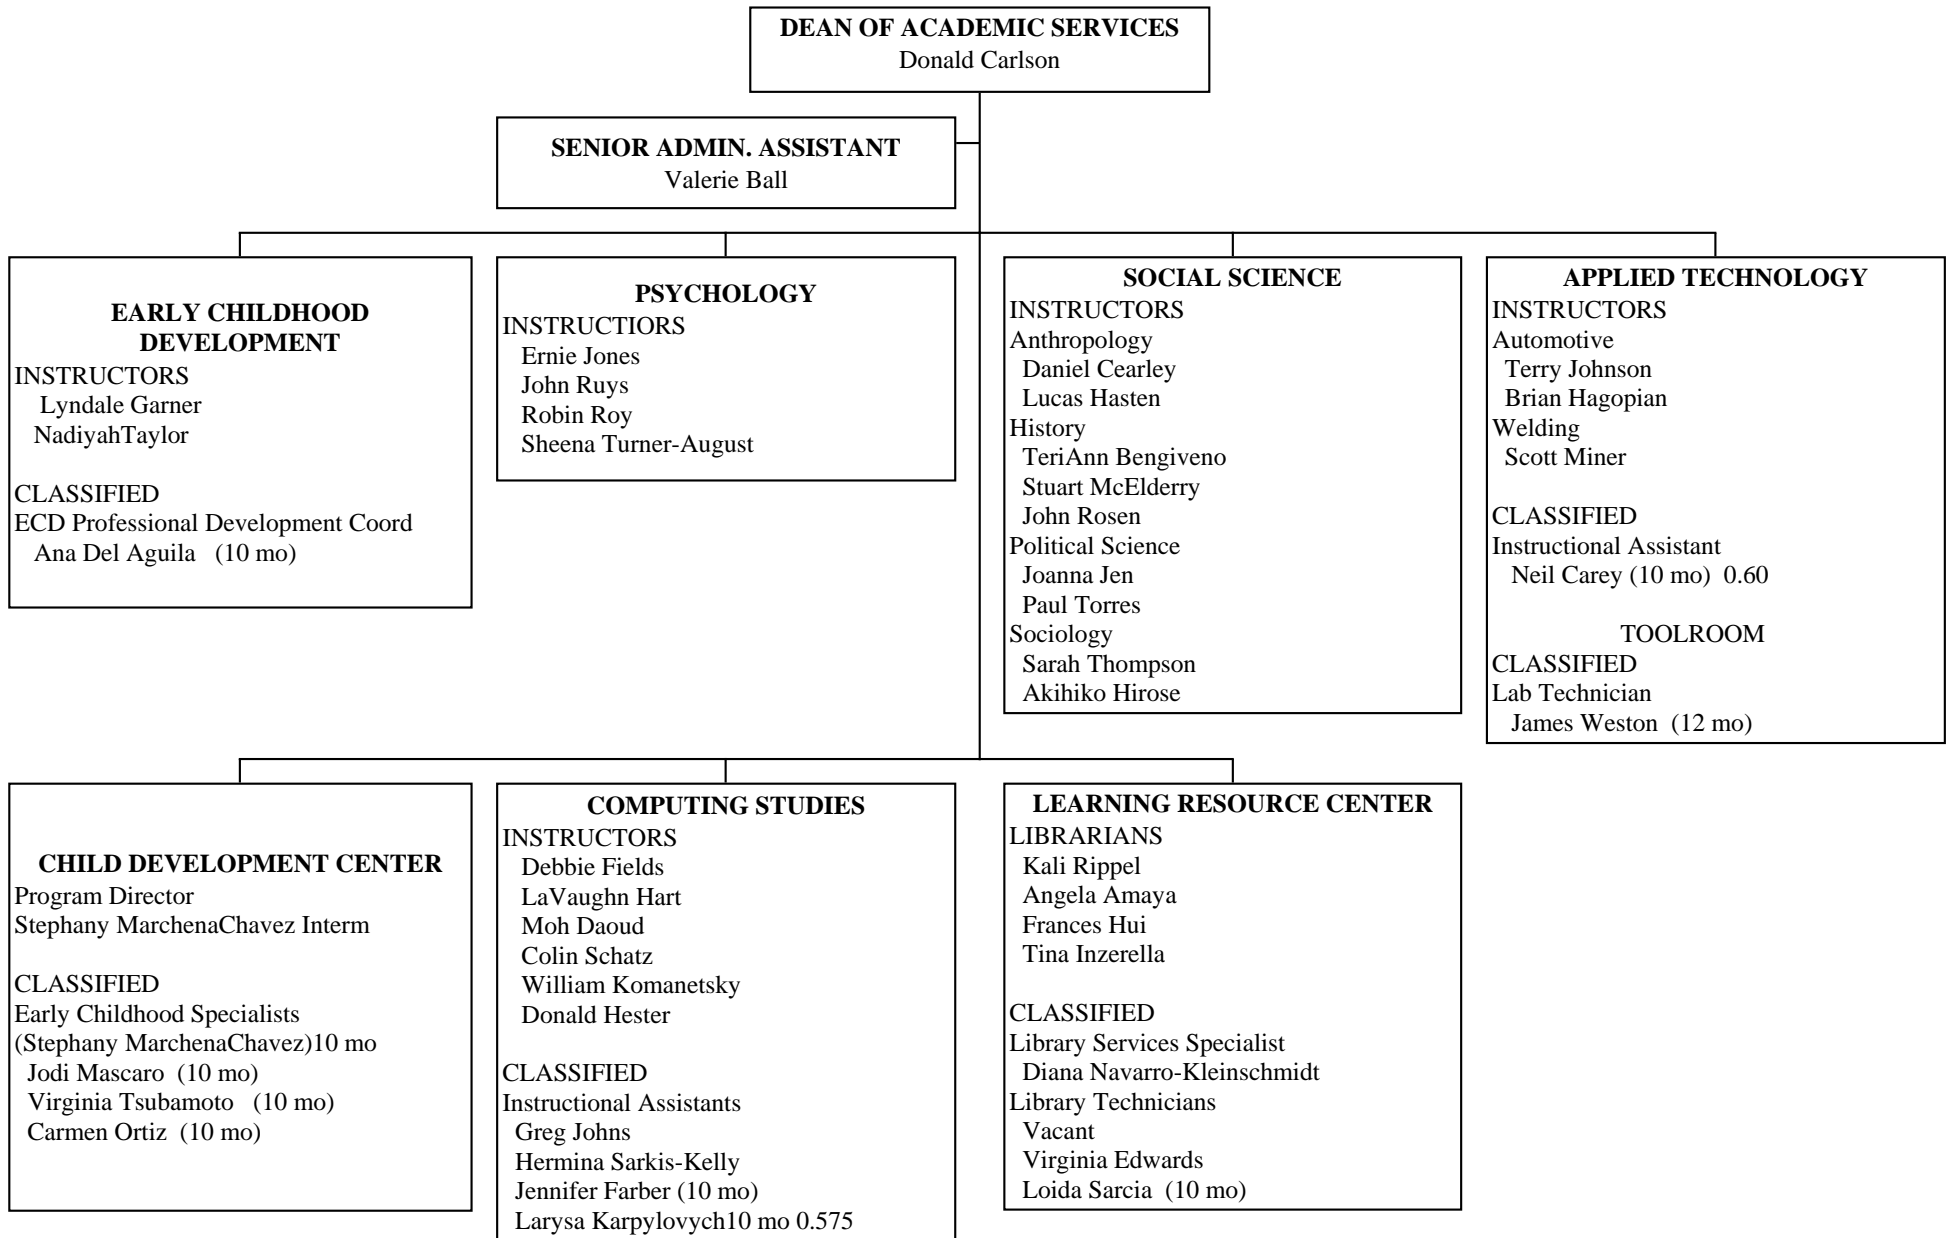 DEAN OF ACADEMIC SERVICES
Donald Carlson
SENIOR ADMIN. ASSISTANT
Valerie Ball
EARLY CHILDHOOD
DEVELOPMENT
INSTRUCTORS
Lyndale Garner
NadiyahTaylor
CLASSIFIED
ECD Professional Development Coord
Ana Del Aguila (10 mo)
PSYCHOLOGY
INSTRUCTIORS
Ernie Jones
John Ruys
Robin Roy
Sheena Turner-August
SOCIAL SCIENCE
INSTRUCTORS
Anthropology
Daniel Cearley
Lucas Hasten
History
TeriAnn Bengiveno
Stuart McElderry
John Rosen
Political Science
Joanna Jen
Paul Torres
Sociology
Sarah Thompson
Akihiko Hirose
APPLIED TECHNOLOGY
INSTRUCTORS
Automotive
Terry Johnson
Brian Hagopian
Welding
Scott Miner
CLASSIFIED
Instructional Assistant
Neil Carey (10 mo) 0.60
TOOLROOM
CLASSIFIED
Lab Technician
James Weston (12 mo)
CHILD DEVELOPMENT CENTER
Program Director
Stephany MarchenaChavez Interm
CLASSIFIED
Early Childhood Specialists
(Stephany MarchenaChavez)10 mo
Jodi Mascaro (10 mo)
Virginia Tsubamoto (10 mo)
Carmen Ortiz (10 mo)
COMPUTING STUDIES
INSTRUCTORS
Debbie Fields
LaVaughn Hart
Moh Daoud
Colin Schatz
William Komanetsky
Donald Hester
CLASSIFIED
Instructional Assistants
Greg Johns
Hermina Sarkis-Kelly
Jennifer Farber (10 mo)
Larysa Karpylovych10 mo 0.575
LEARNING RESOURCE CENTER
LIBRARIANS
Kali Rippel
Angela Amaya
Frances Hui
Tina Inzerella
CLASSIFIED
Library Services Specialist
Diana Navarro-Kleinschmidt
Library Technicians
Vacant
Virginia Edwards
Loida Sarcia (10 mo)